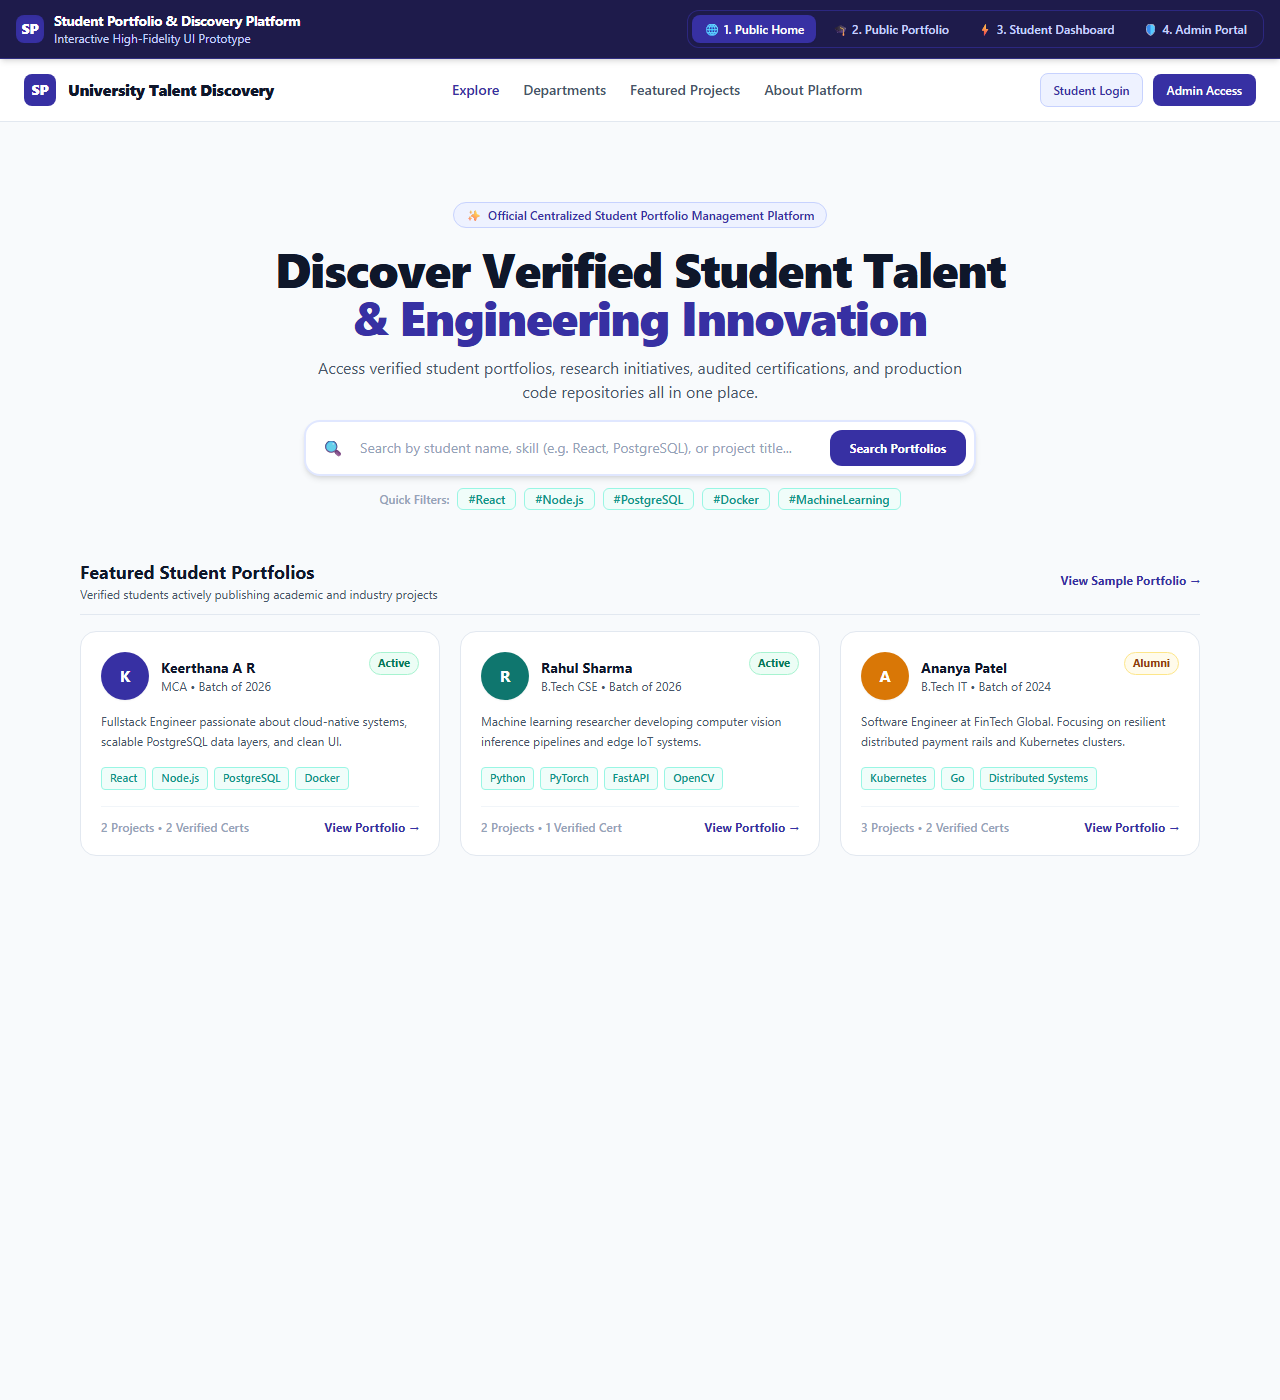 SP Student Portfolio & Discovery Platform
Interactive High-Fidelity UI Prototype
1. Public Home
2. Public Portfolio
3. Student Dashboard
4. Admin Portal
SP University Talent Discovery
Explore
Departments
Featured Projects
About Platform
Student Login
Admin Access
Official Centralized Student Portfolio Management Platform
Discover Verified Student Talent
& Engineering Innovation
Access verified student portfolios, research initiatives, audited certifications, and production
code repositories all in one place.
Search by student name, skill (e.g. React, PostgreSQL), or project title...
Search Portfolios
Quick Filters: #React #Node.js #PostgreSQL #Docker #MachineLearning
Featured Student Portfolios
Verified students actively publishing academic and industry projects
View Sample Portfolio →
K
Keerthana A R
MCA • Batch of 2026
Active
Fullstack Engineer passionate about cloud-native systems,
scalable PostgreSQL data layers, and clean UI.
React Node.js PostgreSQL Docker
2 Projects • 2 Verified Certs
View Portfolio →
R
Rahul Sharma
B.Tech CSE • Batch of 2026
Active
Machine learning researcher developing computer vision
inference pipelines and edge IoT systems.
Python PyTorch FastAPI OpenCV
2 Projects • 1 Verified Cert
View Portfolio →
A
Ananya Patel
B.Tech IT • Batch of 2024
Alumni
Software Engineer at FinTech Global. Focusing on resilient
distributed payment rails and Kubernetes clusters.
Kubernetes Go Distributed Systems
3 Projects • 2 Verified Certs
View Portfolio →